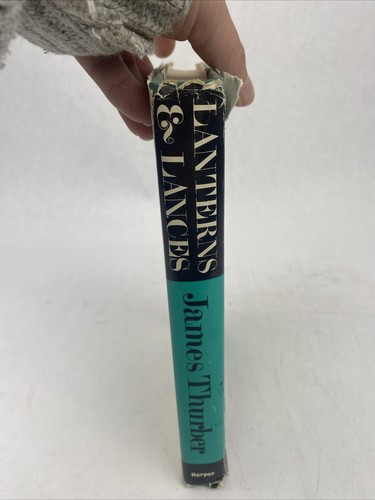 LANTERNS
& LANCES
James Thurber
Harper